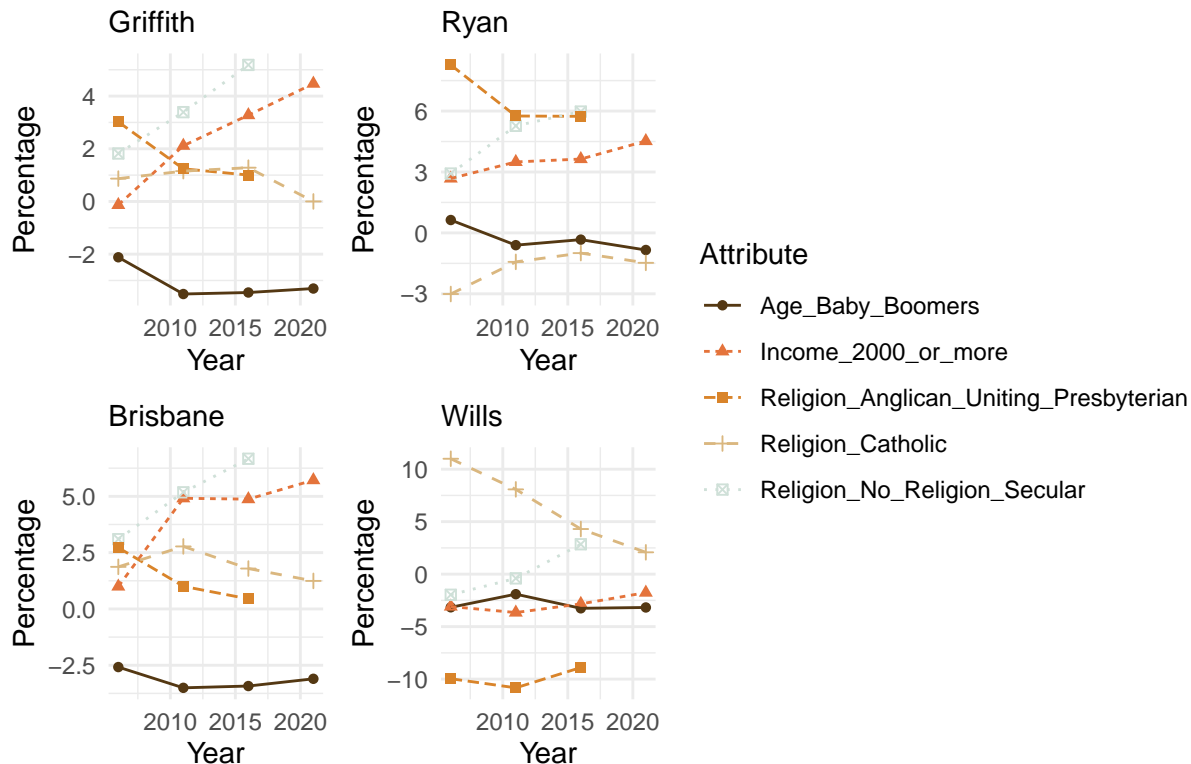 Griffith
Ryan
Percentage
4
2
0
−2
2010 2015 2020
Year
Percentage
6
3
0
−3
2010 2015 2020
Year
Brisbane
Wills
Percentage
5.0
2.5
0.0
−2.5
2010 2015 2020
Year
Percentage
10
5
0
−5
−10
2010 2015 2020
Year
Attribute
Age_Baby_Boomers
Income_2000_or_more
Religion_Anglican_Uniting_Presbyterian
Religion_Catholic
Religion_No_Religion_Secular